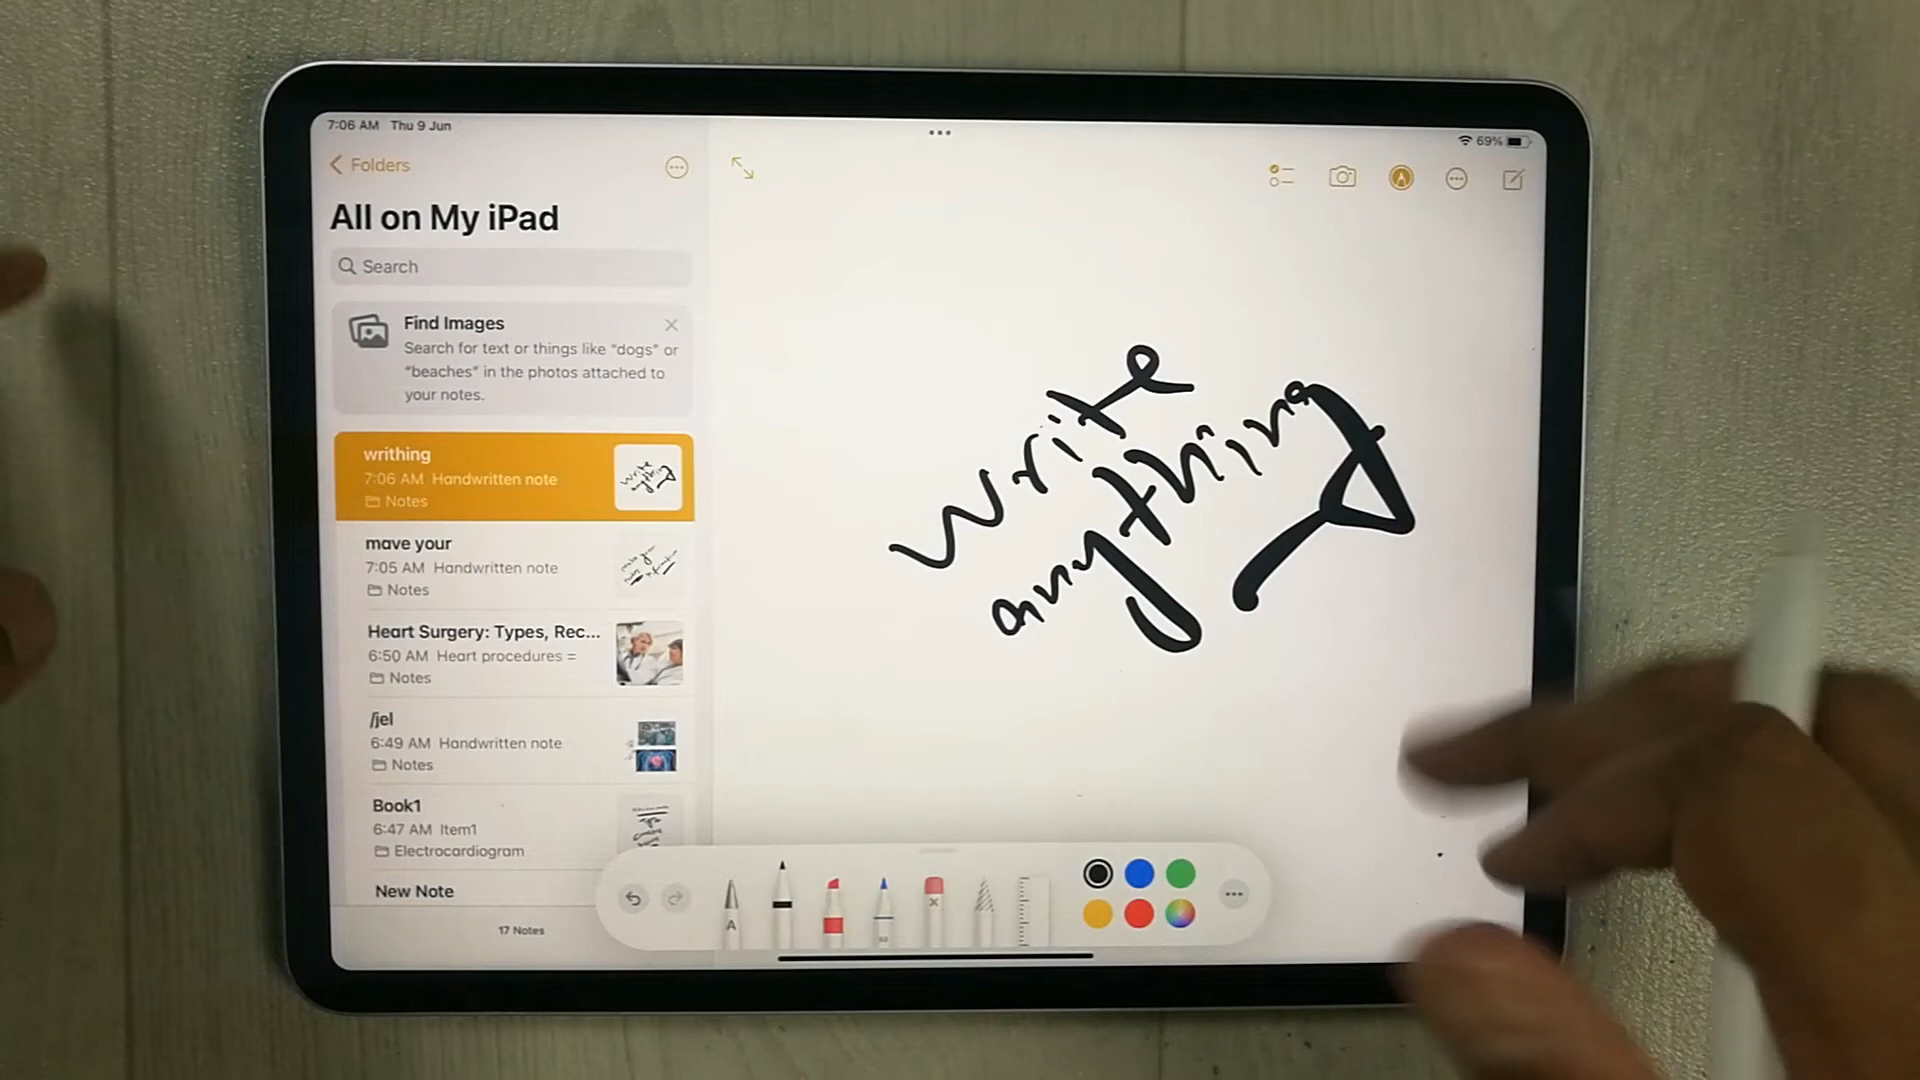 7:06 AM Thu 9 Jun
69%
Folders
All on My iPad
Search
Find Images
Search for text or things like "dogs" or
"beaches" in the photos attached to
your notes.
writhing
7:06 AM Handwritten note
Notes
mave your
7:05 AM Handwritten note
Notes
Heart Surgery: Types, Rec...
6:50 AM Heart procedures =
Notes
/jel
6:49 AM Handwritten note
Notes
Book1
6:47 AM Item1
Electrocardiogram
New Note
17 Notes
write
anything
A